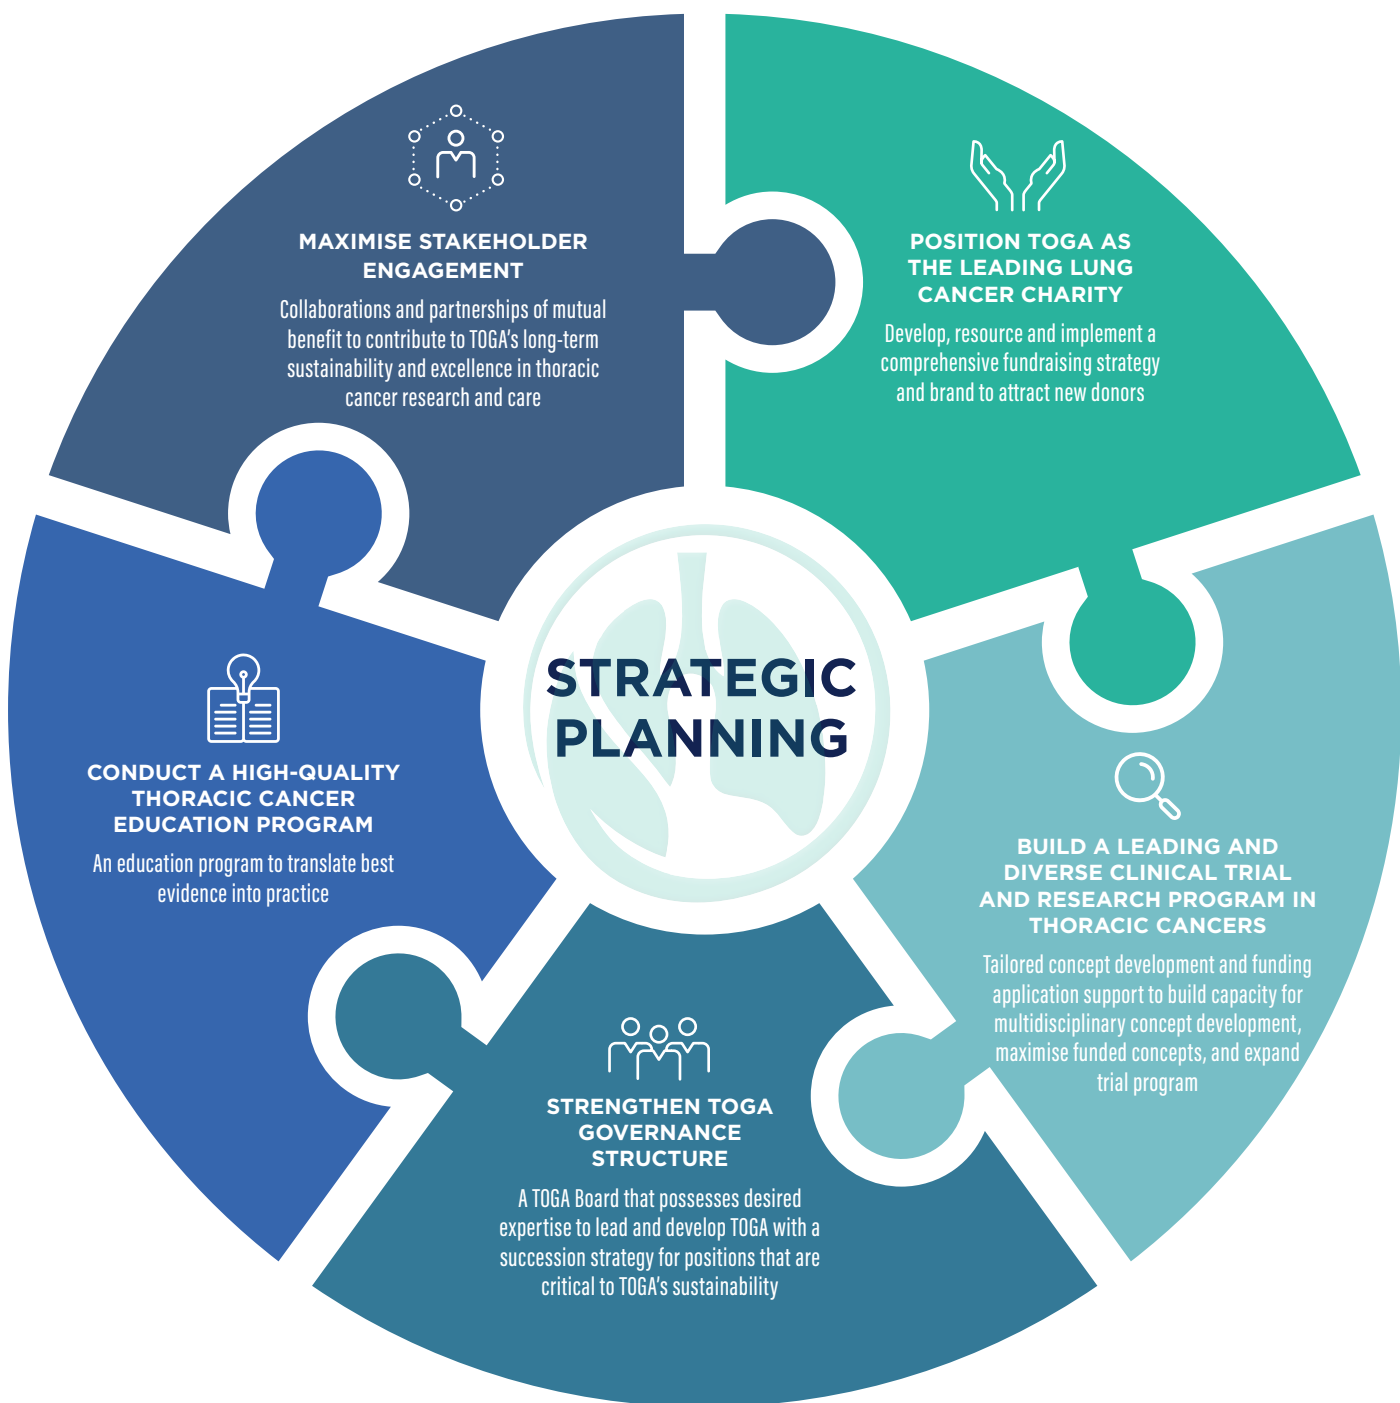 MAXIMISE STAKEHOLDER
ENGAGEMENT
Collaborations and partnerships of mutual
benefit to contribute to TOGA's long-term
sustainability and excellence in thoracic
cancer research and care
POSITION TOGA AS
THE LEADING LUNG
CANCER CHARITY
Develop, resource and implement a
comprehensive fundraising strategy
and brand to attract new donors
STRATEGIC
PLANNING
CONDUCT A HIGH-QUALITY
THORACIC CANCER
EDUCATION PROGRAM
An education program to translate best
evidence into practice
BUILD A LEADING AND
DIVERSE CLINICAL TRIAL
AND RESEARCH PROGRAM IN
THORACIC CANCERS
Tailored concept development and funding
application support to build capacity for
multidisciplinary concept development,
maximise funded concepts, and expand
trial program
STRENGTHEN TOGA
GOVERNANCE
STRUCTURE
A TOGA Board that possesses desired
expertise to lead and develop TOGA with a
succession strategy for positions that are
critical to TOGA's sustainability